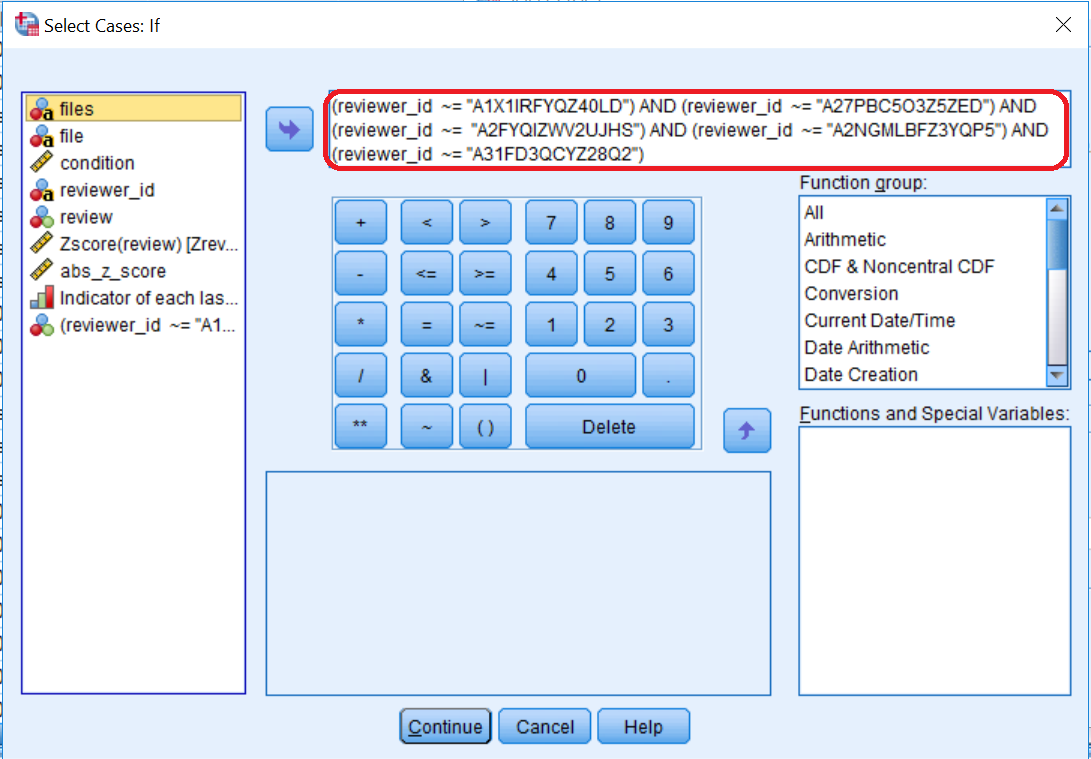 Select Cases: If
files
file
condition
reviewer_id
review
Zscore(review) [Zrev...
abs_z_score
Indicator of each las...
(reviewer_id ~= "A1...
(reviewer_id ~= "A1X1IRFYQZ40LD") AND (reviewer_id ~= "A27PBC5O3Z5ZED") AND
(reviewer_id ~= "A2FYQIZWV2UJHS") AND (reviewer_id ~= "A2NGMLBFZ3YQP5") AND
(reviewer_id ~= "A31FD3QCYZ28Q2")
+ < > 7 8 9
- <= >= 4 5 6
* = ~= 1 2 3
/ & | 0 .
** ~ ( ) Delete
Function group:
All
Arithmetic
CDF & Noncentral CDF
Conversion
Current Date/Time
Date Arithmetic
Date Creation
Functions and Special Variables:
Continue Cancel Help